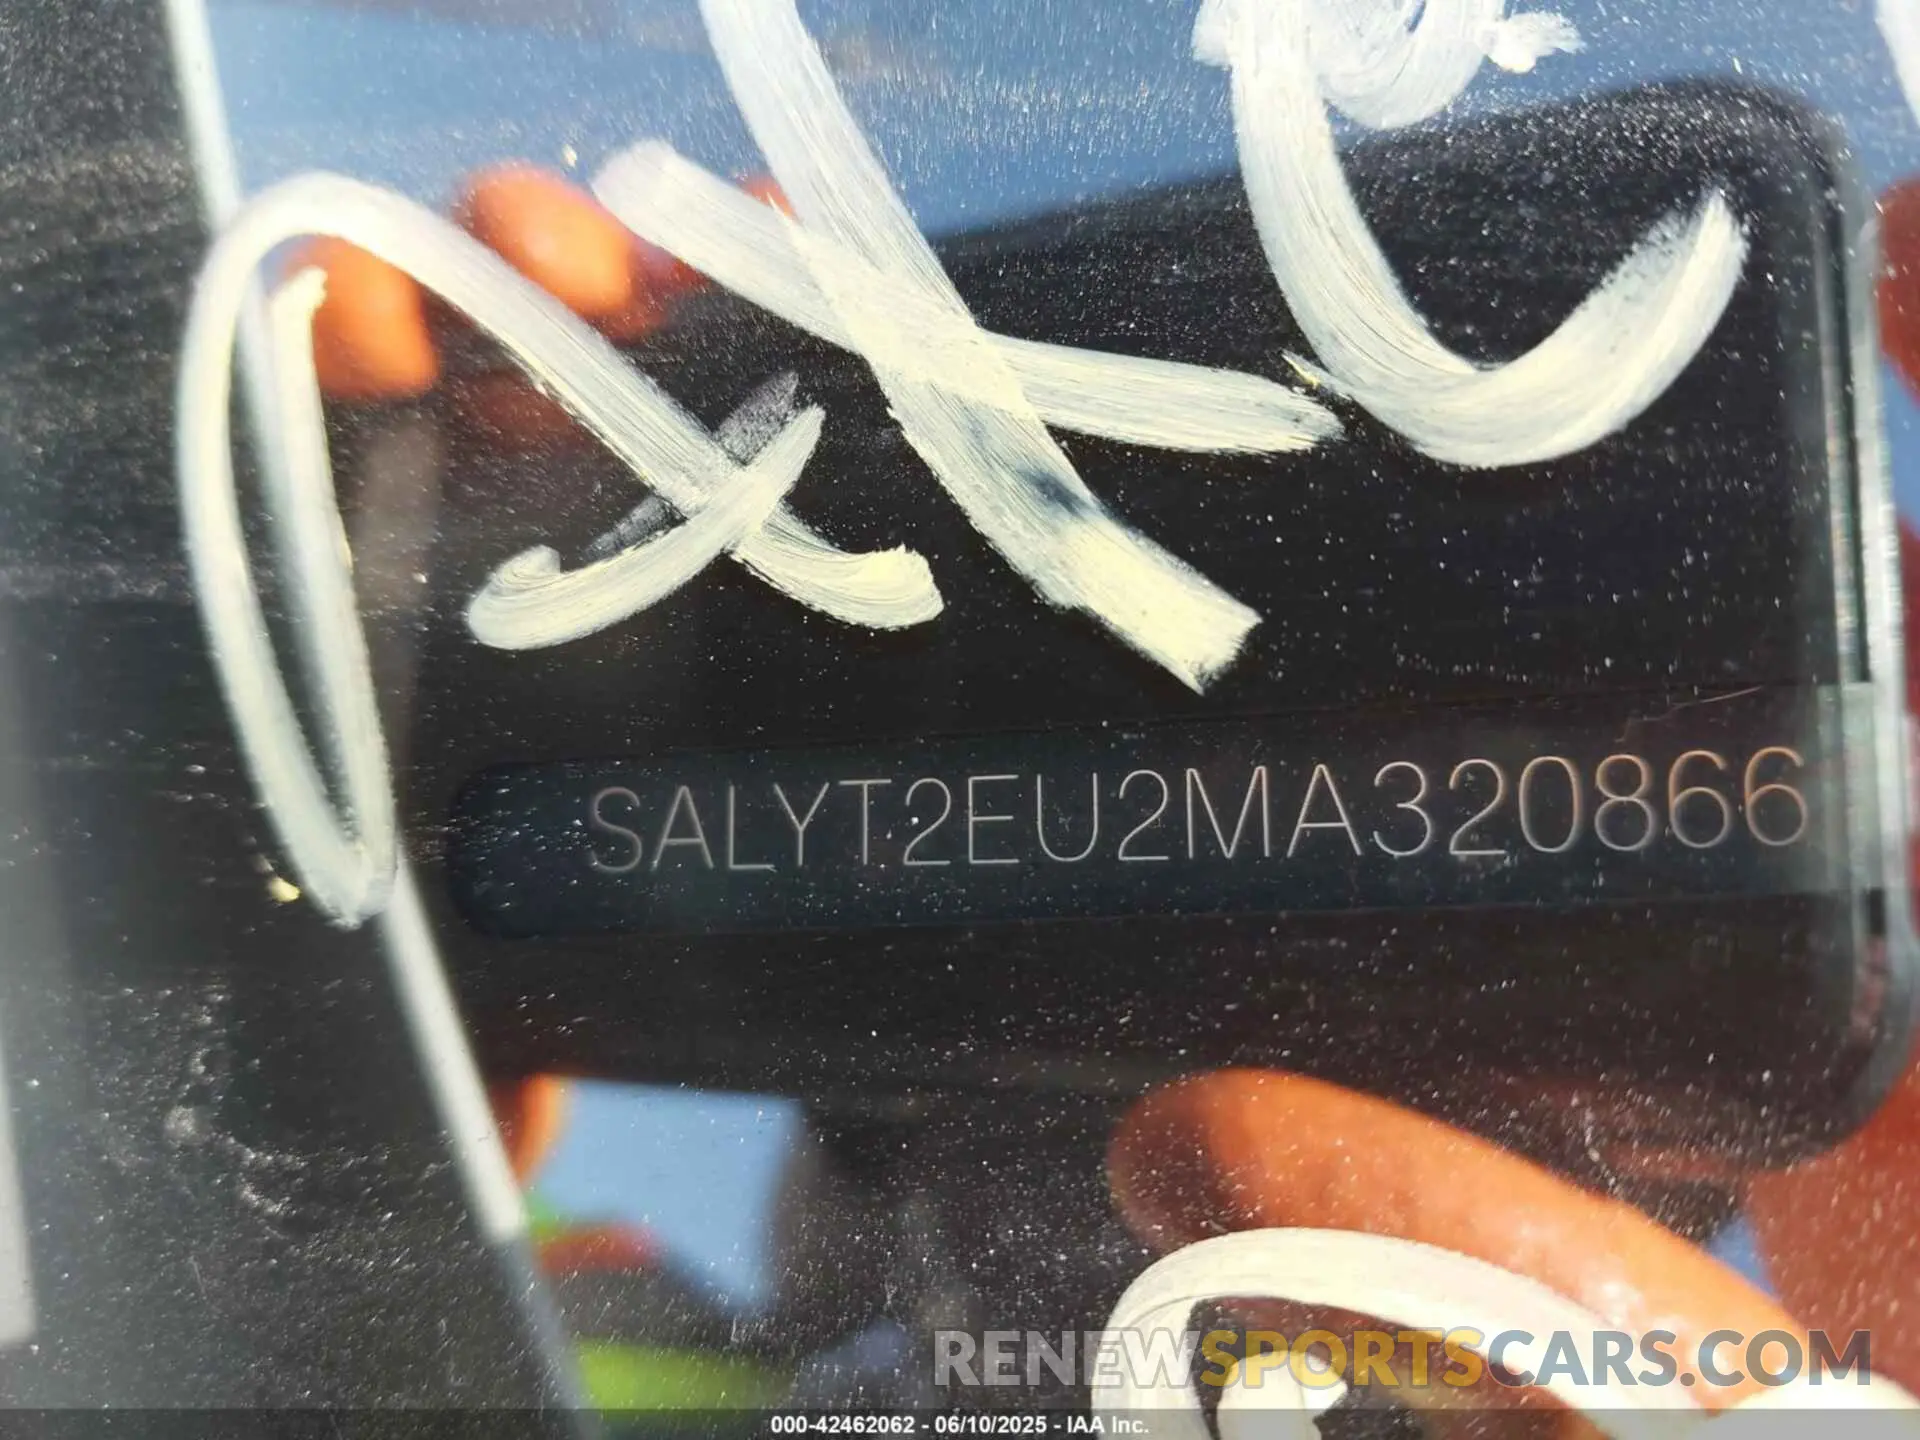 SALYT2EU2MA320866
RENEWSPORTSCARS.COM
000-42462062 - 06/10/2025 - IAA Inc.